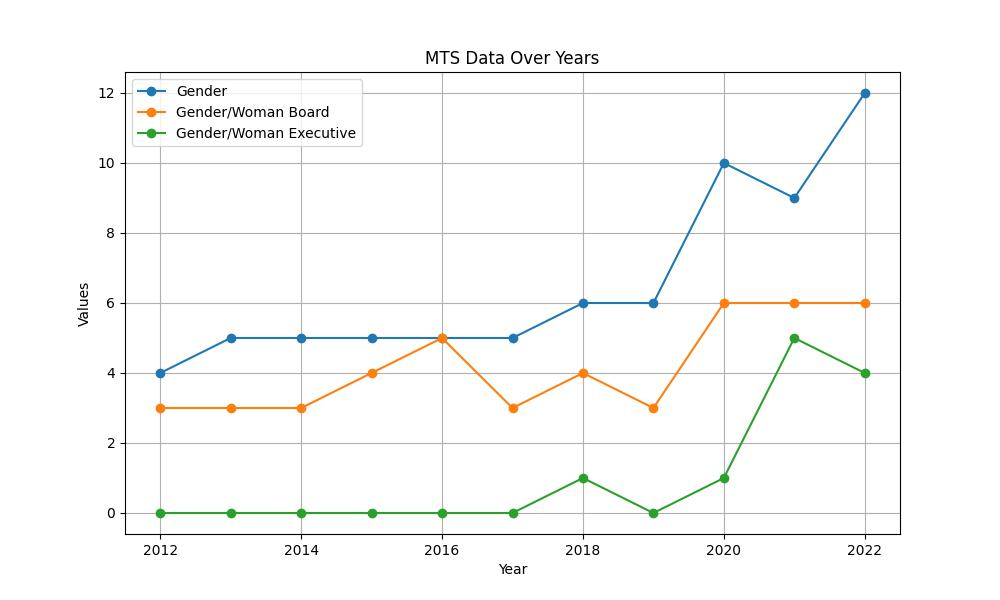 MTS Data Over Years
Gender
Gender/Woman Board
Gender/Woman Executive
Values
12
10
8
6
4
2
0
2012 2014 2016 2018 2020 2022
Year